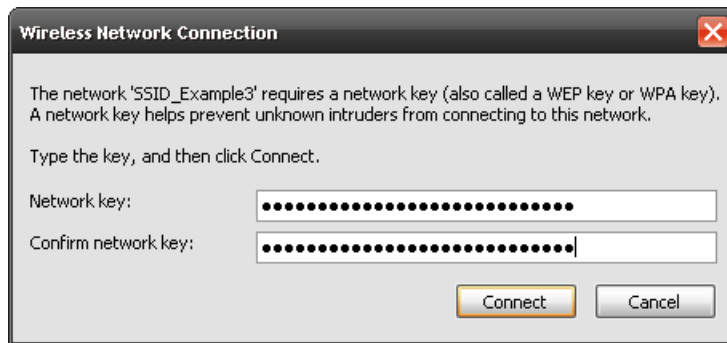 Wireless Network Connection
The network 'SSID_Example3' requires a network key (also called a WEP key or WPA key).
A network key helps prevent unknown intruders from connecting to this network.
Type the key, and then click Connect.
Network key: ••••••••••••••••••••••••••••
Confirm network key: ••••••••••••••••••••••••••••
Connect Cancel